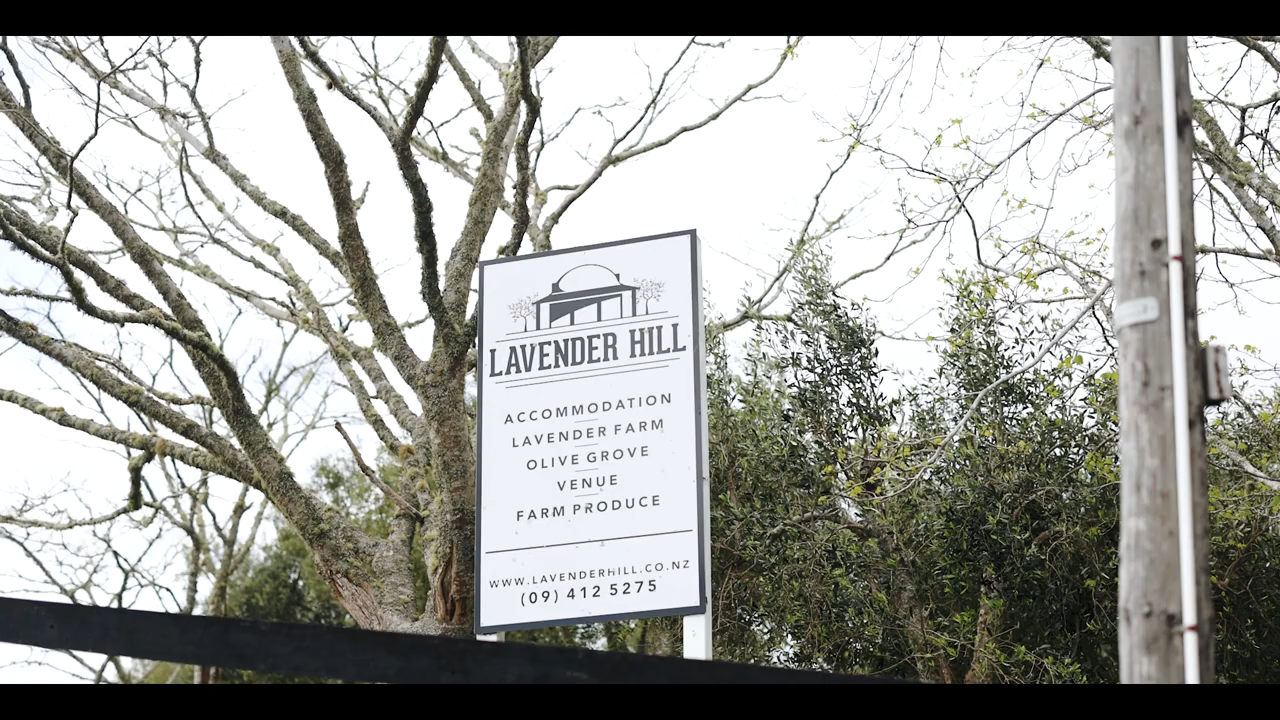 LAVENDER HILL
ACCOMMODATION
LAVENDER FARM
OLIVE GROVE
VENUE
FARM PRODUCE
WWW.LAVENDERHILL.CO.NZ
(09) 412 5275